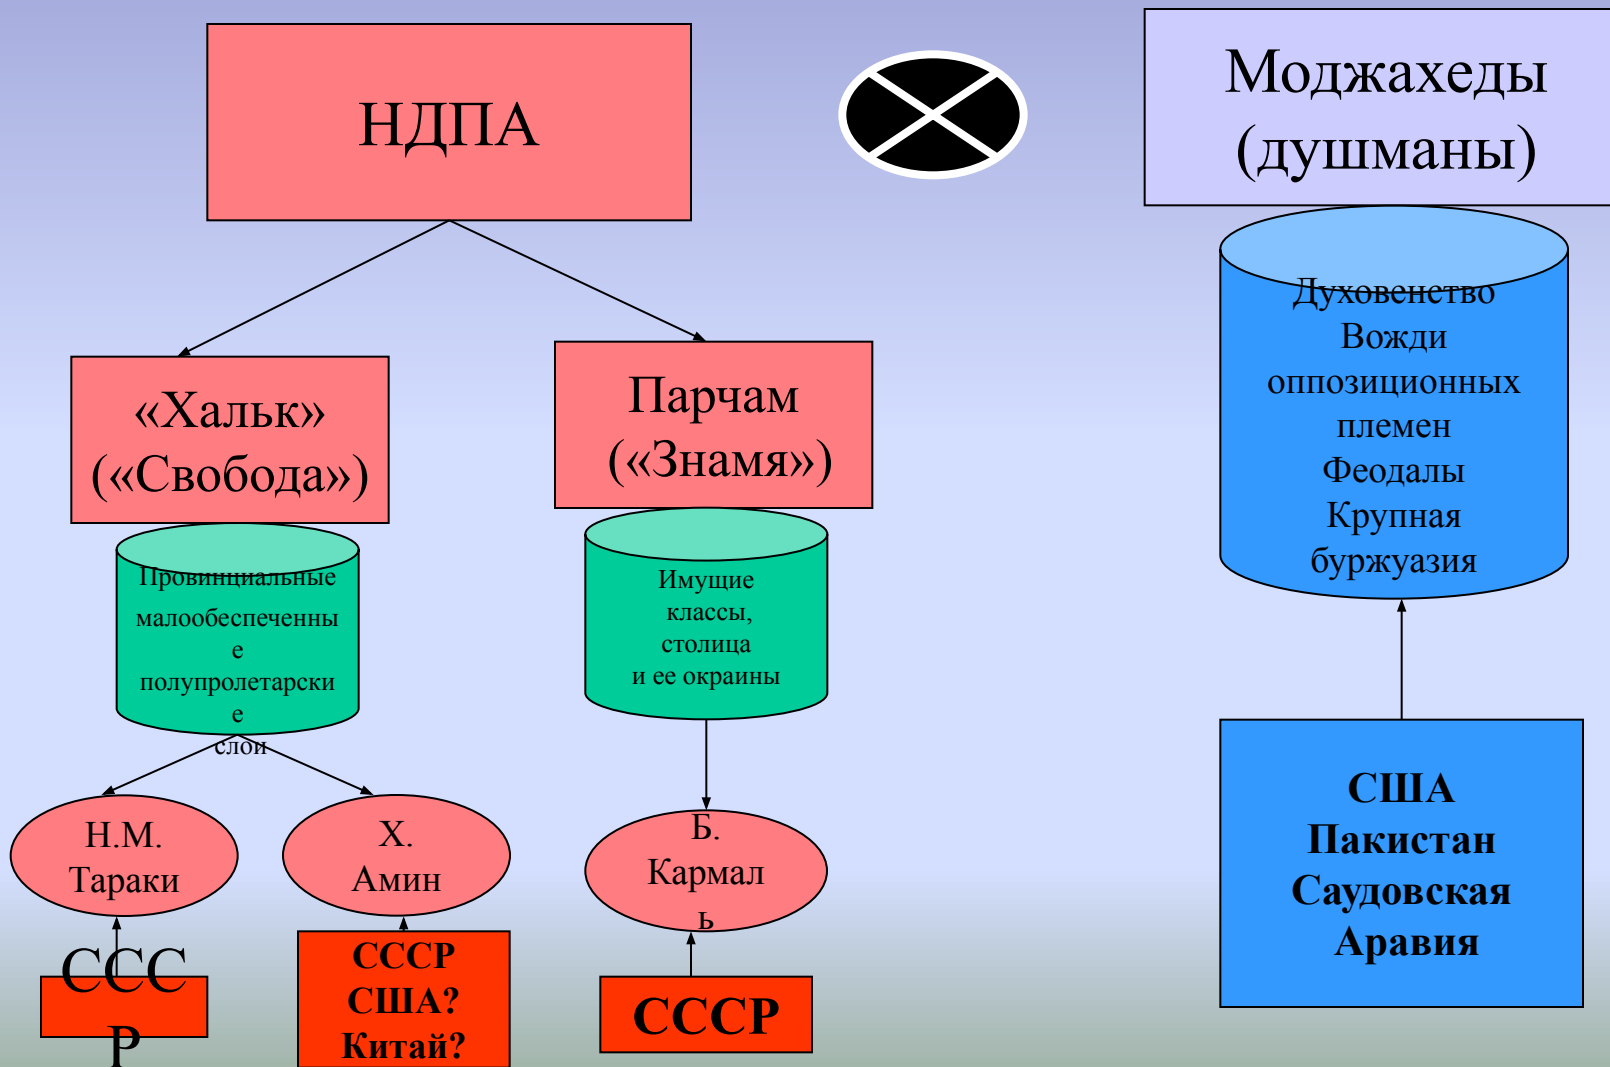 НДПА
Моджахеды
(душманы)
«Хальк»
(«Свобода»)
Парчам
(«Знамя»)
Духовенство
Вожди
оппозиционных
племен
Феодалы
Крупная
буржуазия
Провинциальные
малообеспеченны
е
полупролетарски
е
слои
Имущие
классы,
столица
и ее окраины
Н.М.
Тараки
Х.
Амин
Б.
Кармал
ь
ССС
Р
СССР
США?
Китай?
СССР
США
Пакистан
Саудовская
Аравия